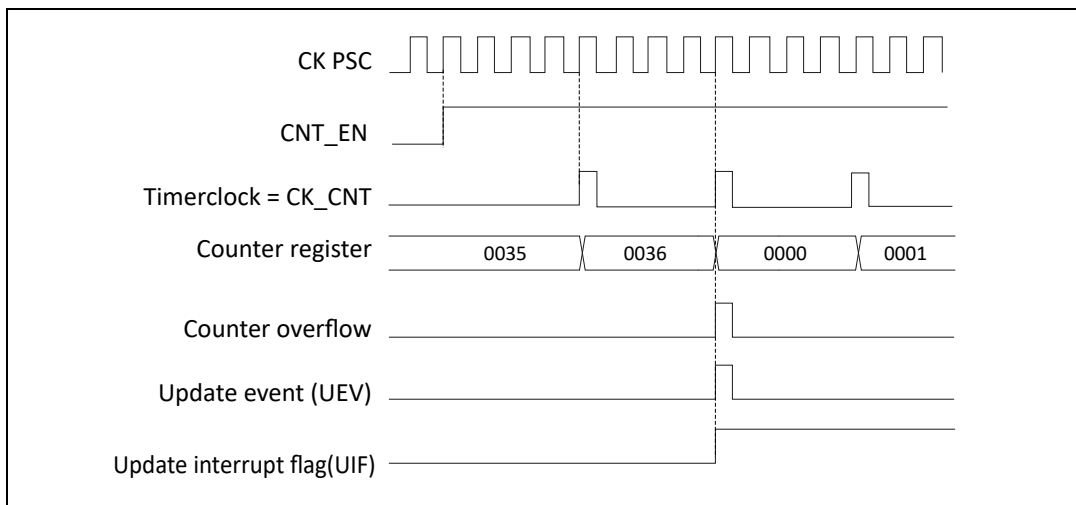 CK PSC
CNT_EN
Timerclock = CK_CNT
Counter register 0035 0036 0000 0001
Counter overflow
Update event (UEV)
Update interrupt flag(UIF)